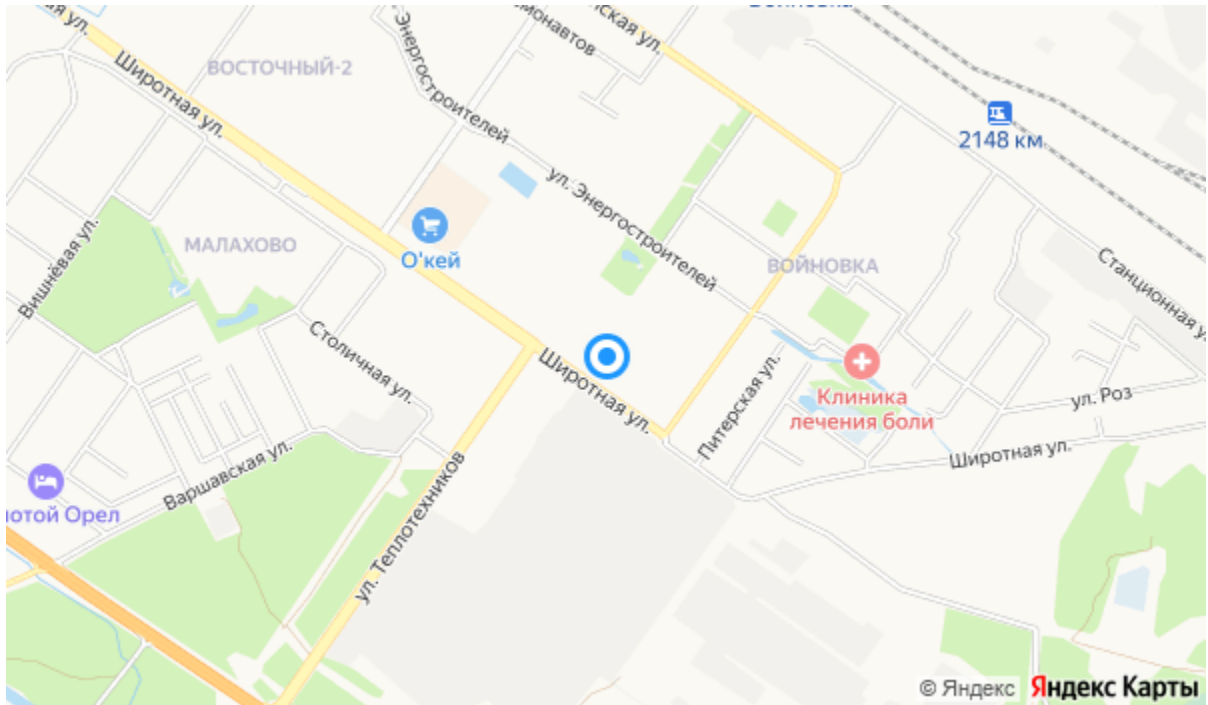 Широтная ул.
ВОСТОЧНЫЙ-2
Энергостроителей
2148 км
ул. Энергостроителей
МАЛАХОВО
О'кей
ВОЙНОВКА
Вишнёвая ул.
Станционная
Столичная ул.
Широтная ул.
Питерская ул.
Клиника
лечения боли
ул. Роз
Широтная ул.
Варшавская ул.
Орел
ул. Теплотехников
© Яндекс Яндекс Карты